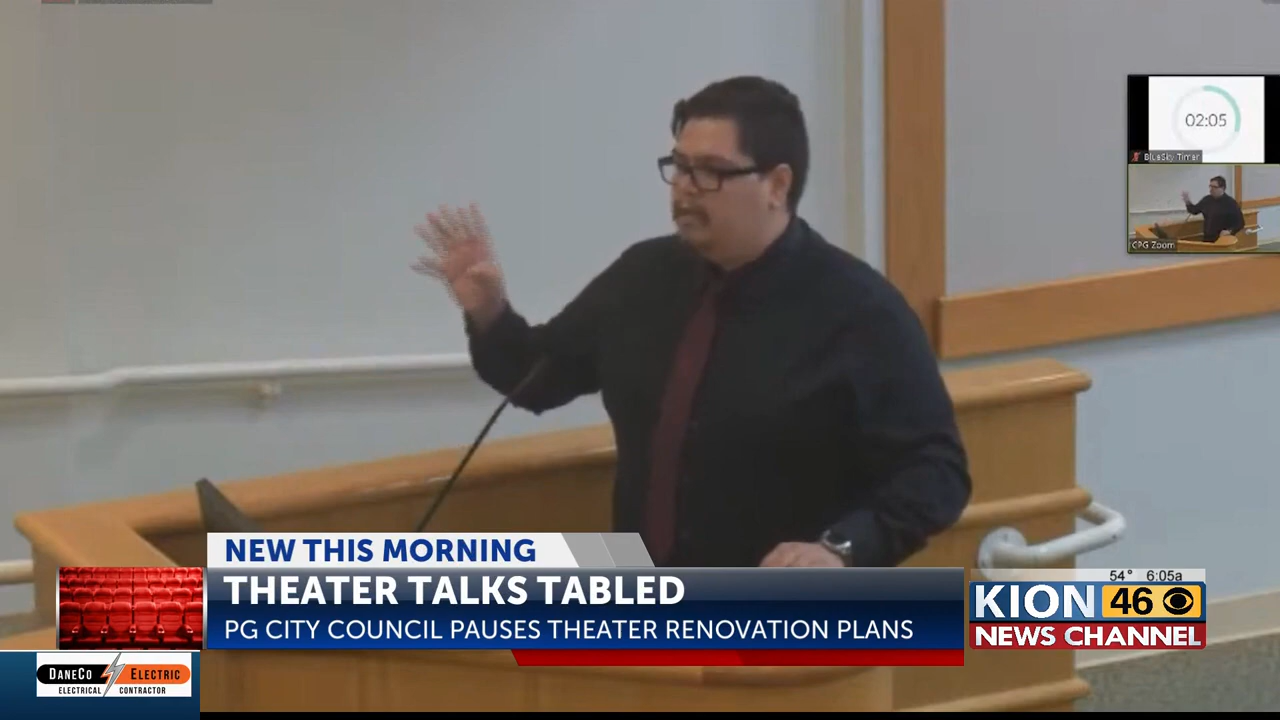 02:05
BlueSky Timer
CPG Zoom
NEW THIS MORNING
THEATER TALKS TABLED
PG CITY COUNCIL PAUSES THEATER RENOVATION PLANS
54° 6:05a
KION 46
NEWS CHANNEL
DANECO ELECTRIC
ELECTRICAL CONTRACTOR